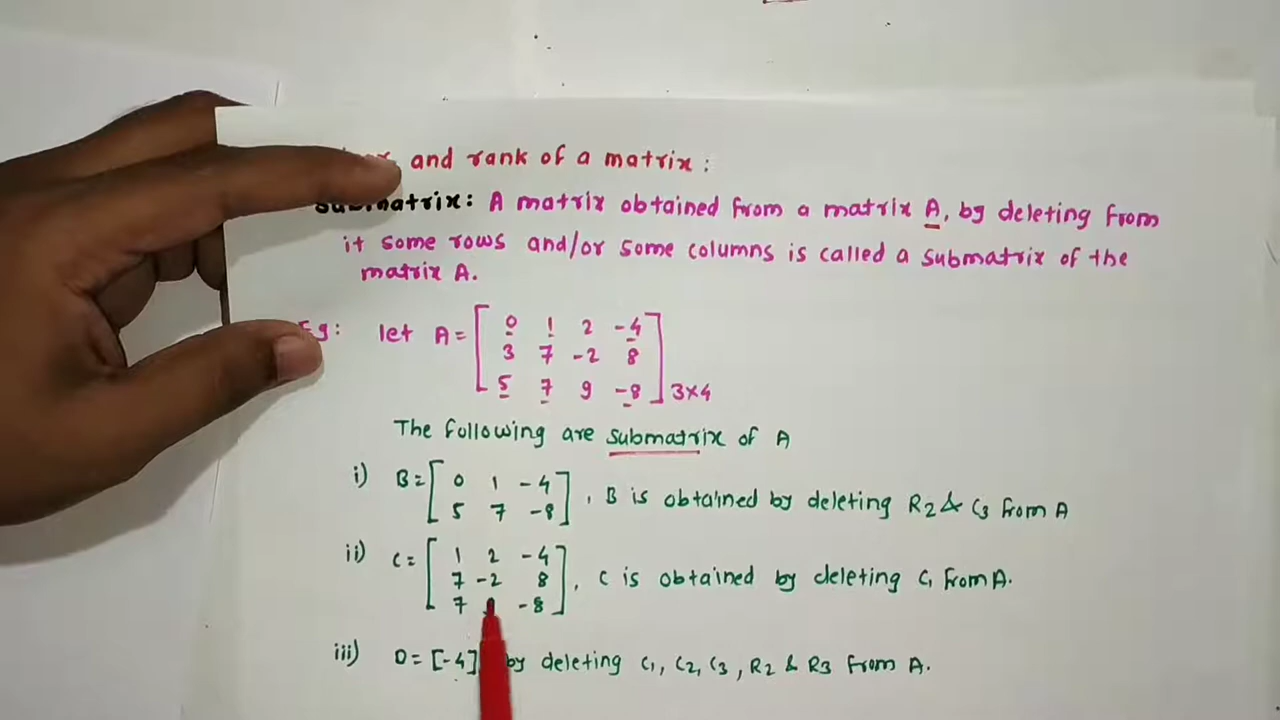 and rank of a matrix :
Submatrix: A matrix obtained from a matrix A, by deleting from
it some rows and/or some columns is called a submatrix of the
matrix A.
Eg: let A = [ 0 1 2 -4
3 7 -2 8
5 7 9 -8 ] 3×4
The following are submatrix of A
i) B = [ 0 1 -4
5 7 -8 ] , B is obtained by deleting R2 & C3 from A
ii) C = [ 1 2 -4
7 -2 8
7 -8 ] , C is obtained by deleting C1 from A.
iii) D = [-4] by deleting C1, C2, C3, R2 & R3 from A.